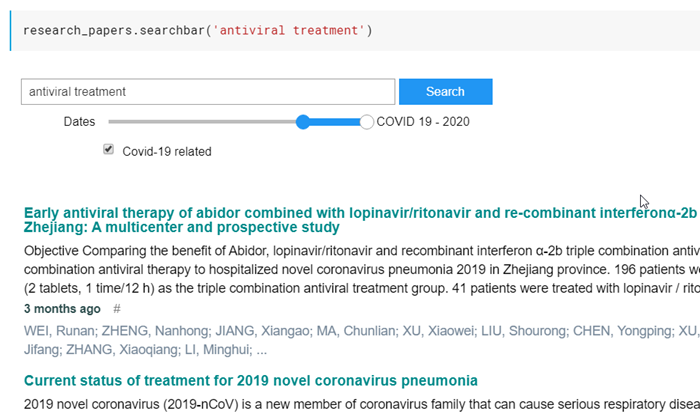 research_papers.searchbar('antiviral treatment')
antiviral treatment
Search
Dates
COVID 19 - 2020
Covid-19 related
Early antiviral therapy of abidor combined with lopinavir/ritonavir and re-combinant interferonα-2b
Zhejiang: A multicenter and prospective study
Objective Comparing the benefit of Abidor, lopinavir/ritonavir and recombinant interferon α-2b triple combination antiv
combination antiviral therapy to hospitalized novel coronavirus pneumonia 2019 in Zhejiang province. 196 patients we
(2 tablets, 1 time/12 h) as the triple combination antiviral treatment group. 41 patients were treated with lopinavir / rito
3 months ago #
WEI, Runan; ZHENG, Nanhong; JIANG, Xiangao; MA, Chunlian; XU, Xiaowei; LIU, Shourong; CHEN, Yongping; XU,
Jifang; ZHANG, Xiaoqiang; LI, Minghui; ...
Current status of treatment for 2019 novel coronavirus pneumonia
2019 novel coronavirus (2019-nCoV) is a new member of coronavirus family that can cause serious respiratory disea